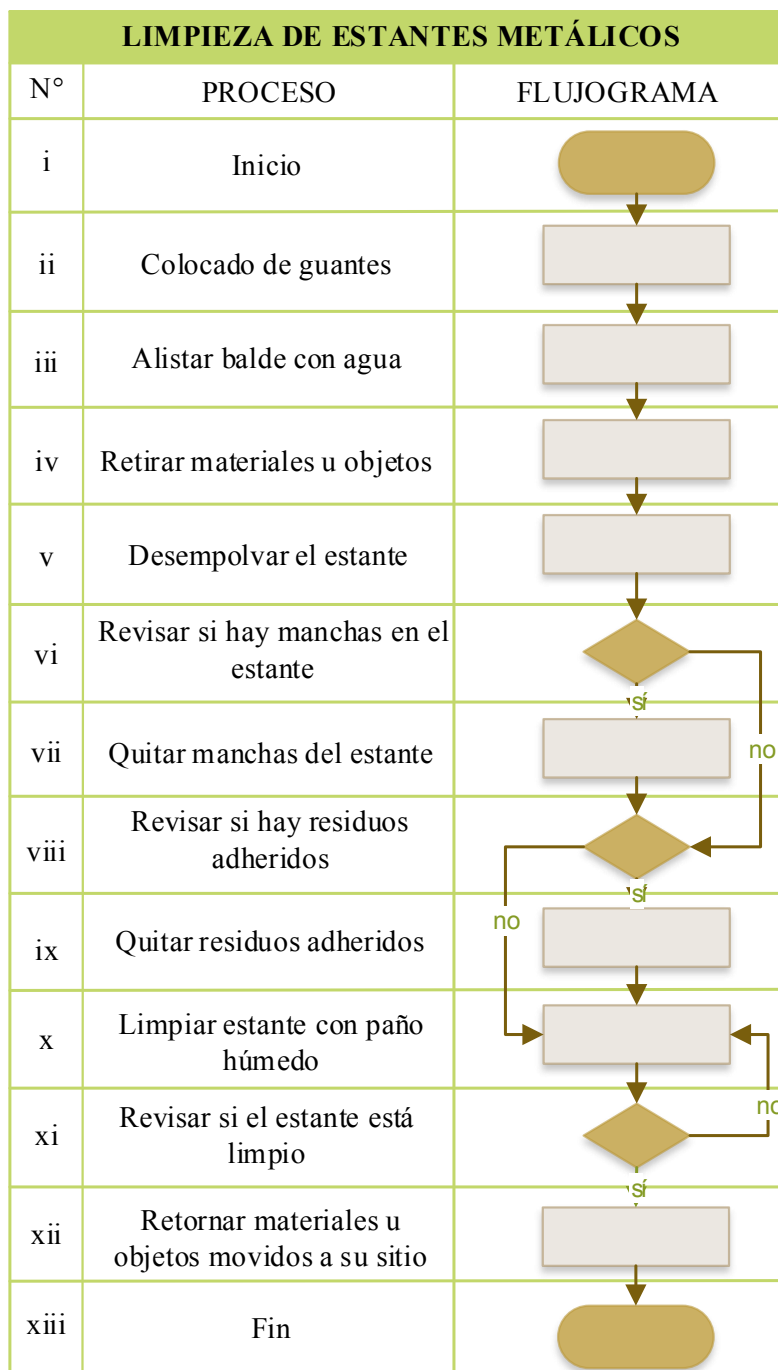 LIMPIEZA DE ESTANTES METÁLICOS
N° PROCESO FLUJOGRAMA
i Inicio
ii Colocado de guantes
iii Alistar balde con agua
iv Retirar materiales u objetos
v Desempolvar el estante
vi Revisar si hay manchas en el
estante
sí
vii Quitar manchas del estante
no
viii Revisar si hay residuos
adheridos
sí
no
ix Quitar residuos adheridos
x Limpiar estante con paño
húmedo
no
xi Revisar si el estante está
limpio
sí
xii Retornar materiales u
objetos movidos a su sitio
xiii Fin